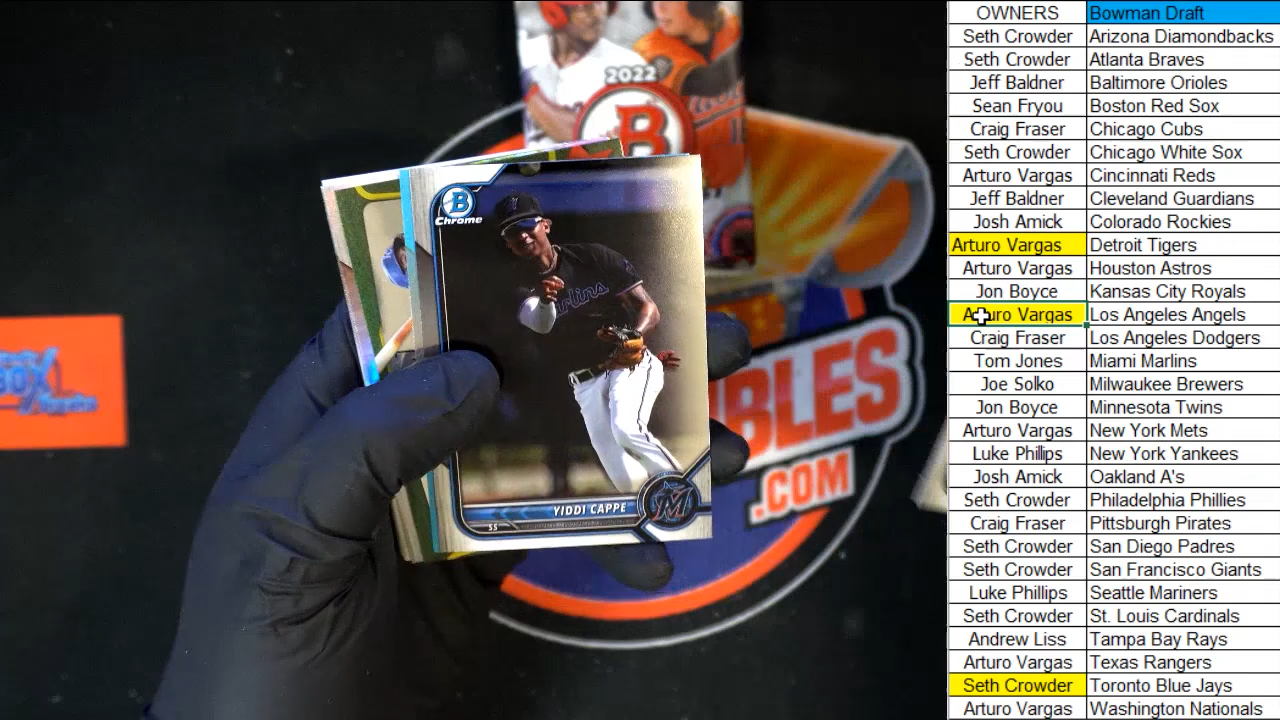 2022
B
B
Chrome
Marlins
YIDDI CAPPE
SS
M
BOX
BLES
.COM
OWNERS Bowman Draft
Seth Crowder Arizona Diamondbacks
Seth Crowder Atlanta Braves
Jeff Baldner Baltimore Orioles
Sean Fryou Boston Red Sox
Craig Fraser Chicago Cubs
Seth Crowder Chicago White Sox
Arturo Vargas Cincinnati Reds
Jeff Baldner Cleveland Guardians
Josh Amick Colorado Rockies
Arturo Vargas Detroit Tigers
Arturo Vargas Houston Astros
Jon Boyce Kansas City Royals
Arturo Vargas Los Angeles Angels
Craig Fraser Los Angeles Dodgers
Tom Jones Miami Marlins
Joe Solko Milwaukee Brewers
Jon Boyce Minnesota Twins
Arturo Vargas New York Mets
Luke Phillips New York Yankees
Josh Amick Oakland A's
Seth Crowder Philadelphia Phillies
Craig Fraser Pittsburgh Pirates
Seth Crowder San Diego Padres
Seth Crowder San Francisco Giants
Luke Phillips Seattle Mariners
Seth Crowder St. Louis Cardinals
Andrew Liss Tampa Bay Rays
Arturo Vargas Texas Rangers
Seth Crowder Toronto Blue Jays
Arturo Vargas Washington Nationals